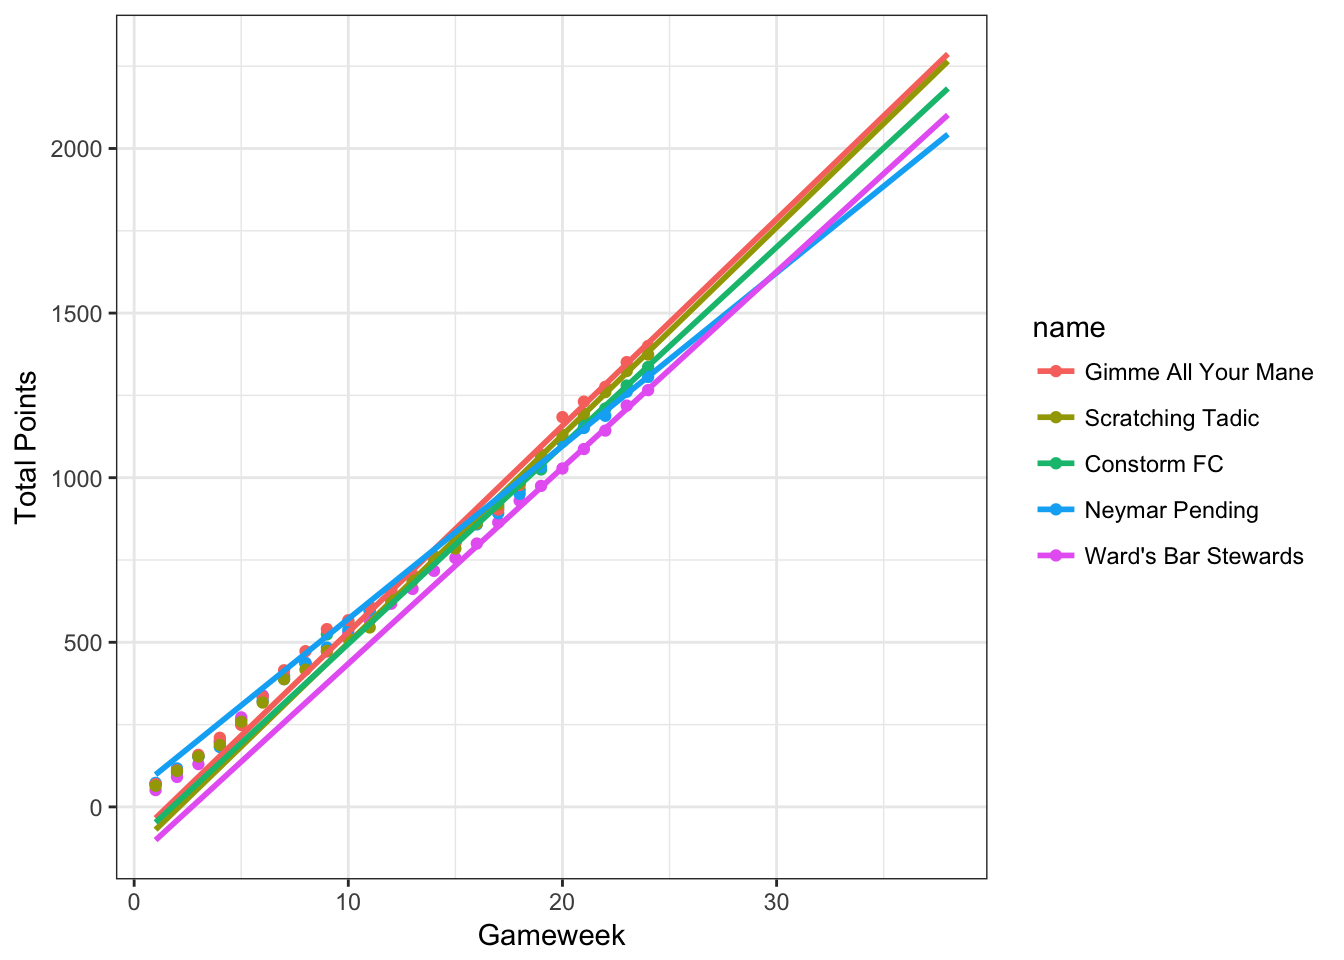 2000
1500
1000
500
0
Total Points
0
10
20
30
Gameweek
name
Gimme All Your Mane
Scratching Tadic
Constorm FC
Neymar Pending
Ward's Bar Stewards